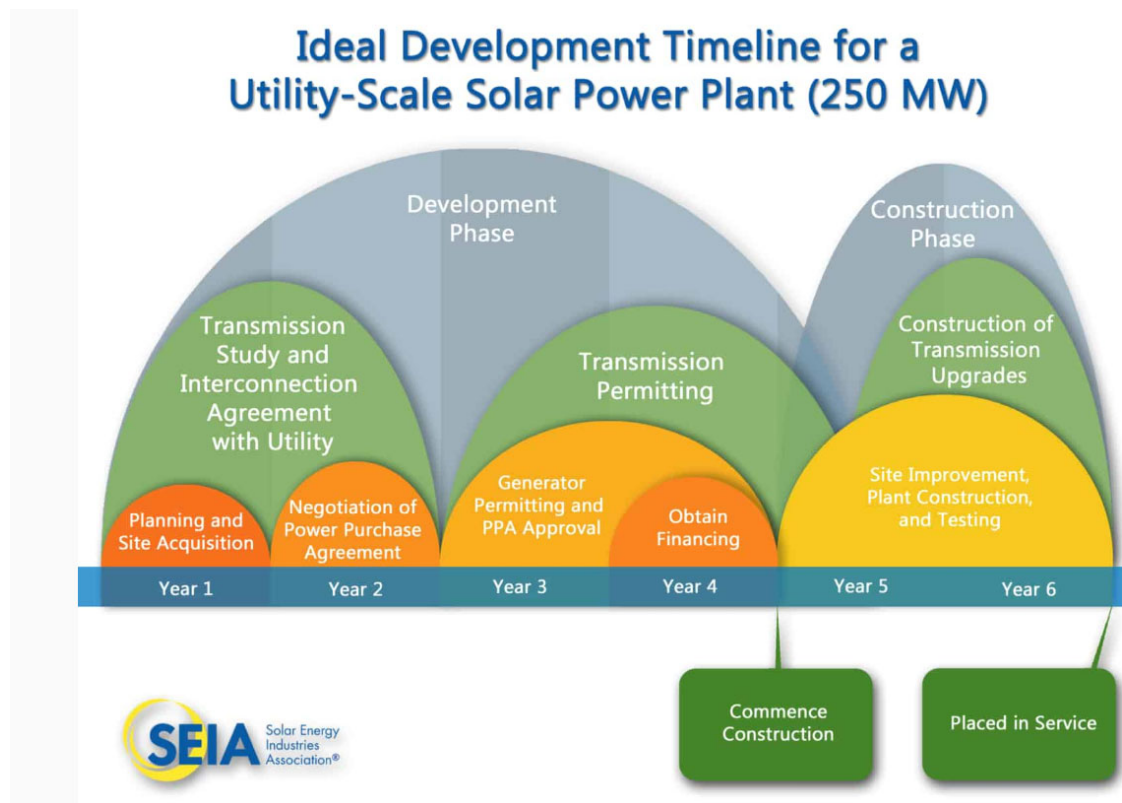 Ideal Development Timeline for a
Utility-Scale Solar Power Plant (250 MW)
Development
Phase
Construction
Phase
Transmission
Study and
Interconnection
Agreement
with Utility
Transmission
Permitting
Construction of
Transmission
Upgrades
Planning and
Site Acquisition
Negotiation of
Power Purchase
Agreement
Generator
Permitting and
PPA Approval
Obtain
Financing
Site Improvement,
Plant Construction,
and Testing
Year 1
Year 2
Year 3
Year 4
Year 5
Year 6
Commence
Construction
Placed in Service
SEIA
Solar Energy
Industries
Association®